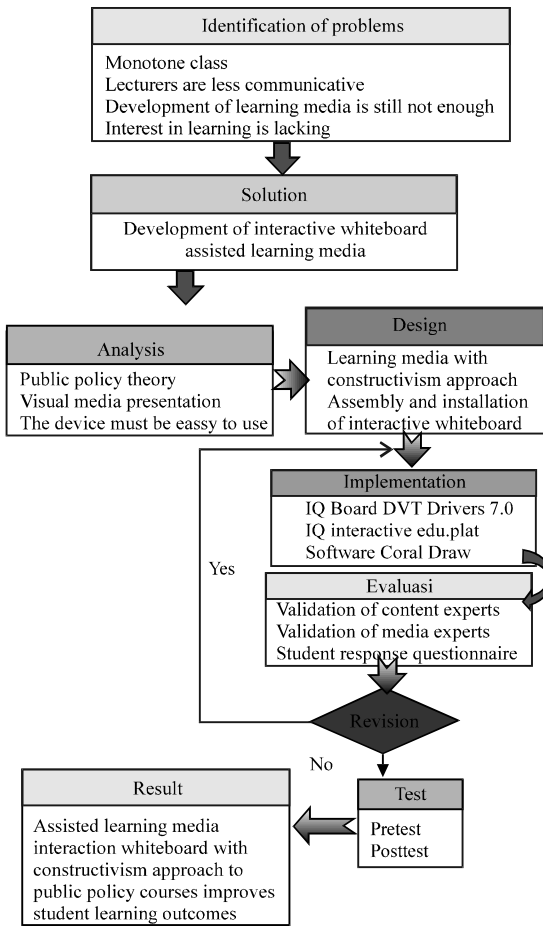 Identification of problems
Monotone class
Lecturers are less communicative
Development of learning media is still not enough
Interest in learning is lacking
Solution
Development of interactive whiteboard
assisted learning media
Analysis
Public policy theory
Visual media presentation
The device must be eassy to use
Design
Learning media with
constructivism approach
Assembly and installation
of interactive whiteboard
Implementation
IQ Board DVT Drivers 7.0
IQ interactive edu.plat
Software Coral Draw
Yes
Evaluasi
Validation of content experts
Validation of media experts
Student response questionnaire
Revision
No
Test
Pretest
Posttest
Result
Assisted learning media
interaction whiteboard with
constructivism approach to
public policy courses improves
student learning outcomes